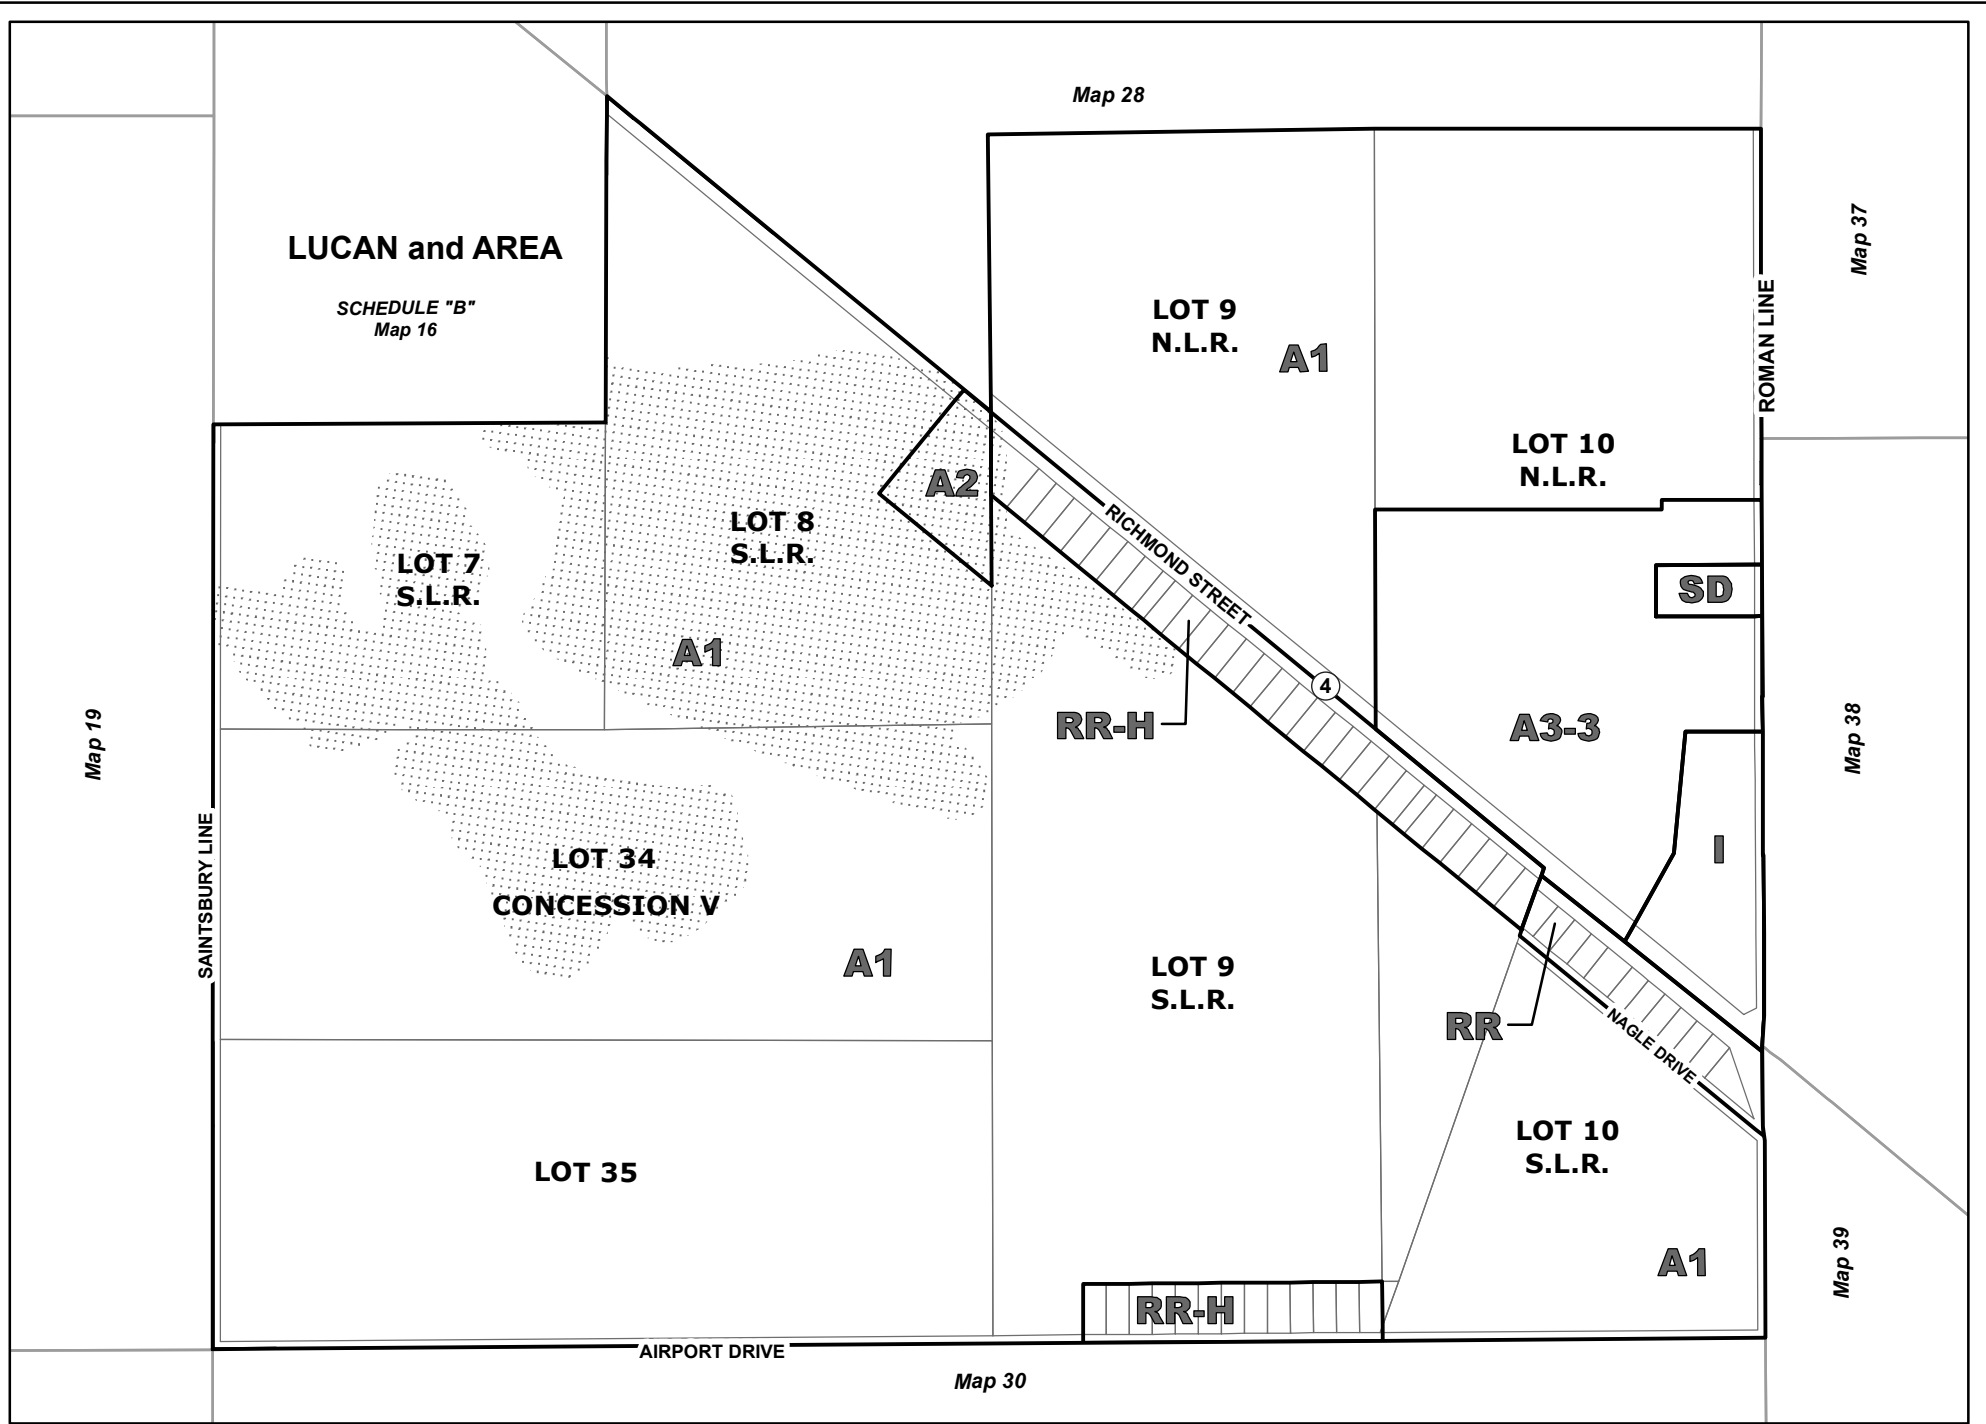 Map 28
Map 37
LUCAN and AREA
SCHEDULE "B"
Map 16
LOT 9
N.L.R.
A1
ROMAN LINE
LOT 10
N.L.R.
A2
LOT 8
S.L.R.
RICHMOND STREET
LOT 7
S.L.R.
SD
A1
4
RR-H
A3-3
Map 19
Map 38
SAINTSBURY LINE
LOT 34
CONCESSION V
I
A1
LOT 9
S.L.R.
RR
NAGLE DRIVE
LOT 10
S.L.R.
LOT 35
A1
Map 39
RR-H
AIRPORT DRIVE
Map 30